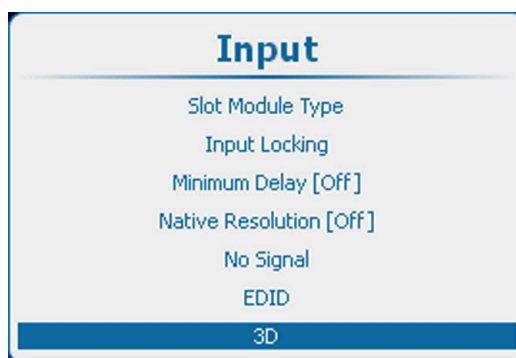 Input
Slot Module Type
Input Locking
Minimum Delay [Off]
Native Resolution [Off]
No Signal
EDID
3D